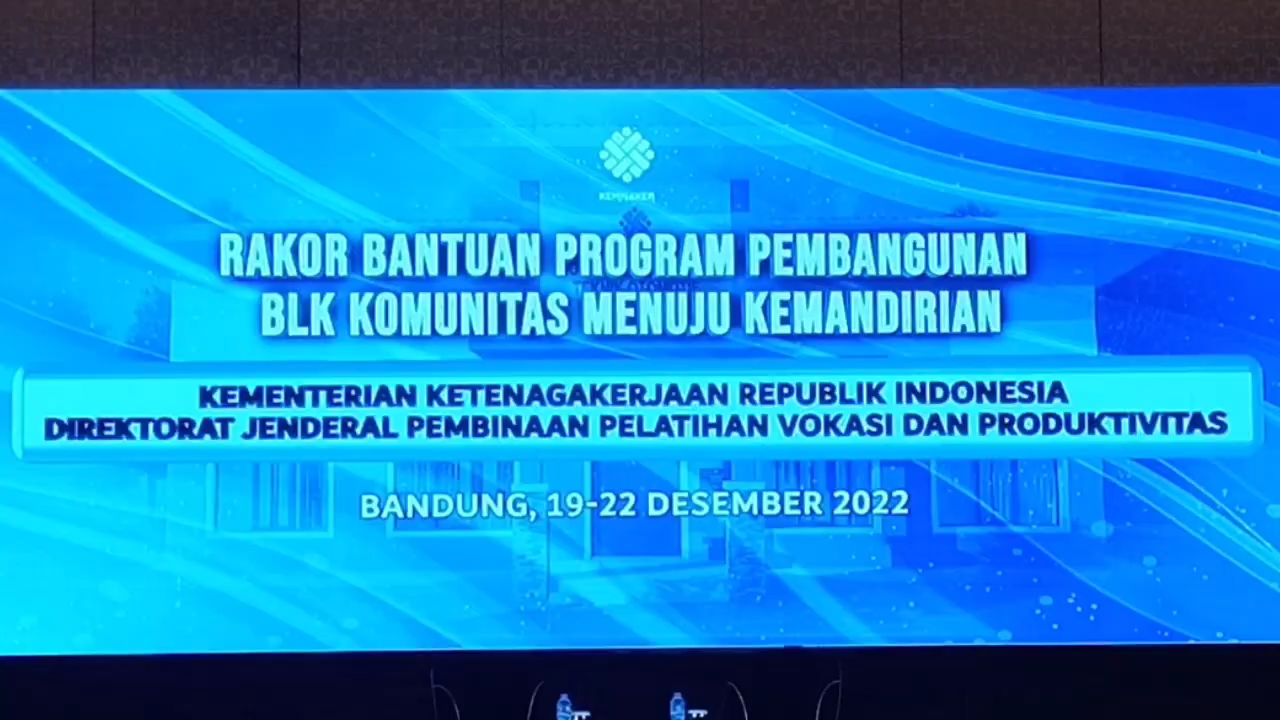 KEMNAKER
RAKOR BANTUAN PROGRAM PEMBANGUNAN
BLK KOMUNITAS MENUJU KEMANDIRIAN
KEMENTERIAN KETENAGAKERJAAN REPUBLIK INDONESIA
DIREKTORAT JENDERAL PEMBINAAN PELATIHAN VOKASI DAN PRODUKTIVITAS
BANDUNG, 19-22 DESEMBER 2022